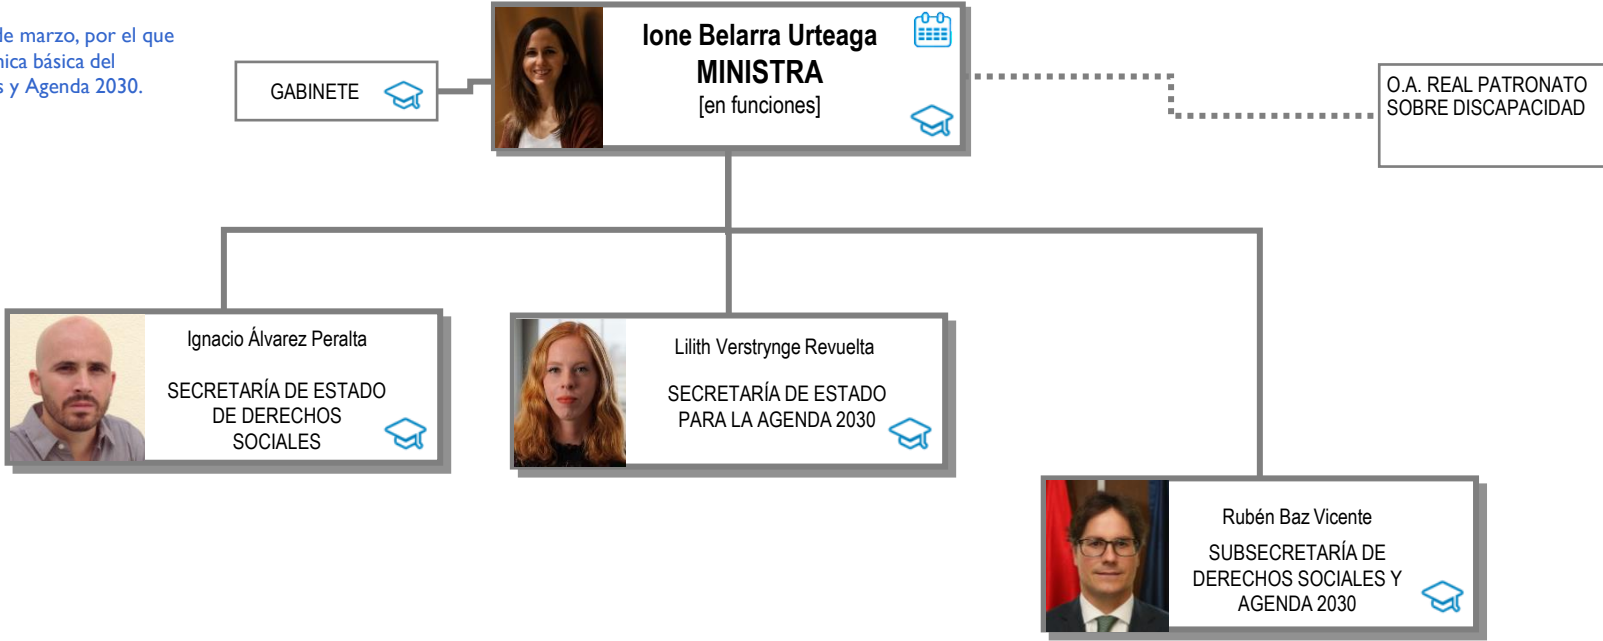 de marzo, por el que
básica del
y Agenda 2030.
GABINETE
Ione Belarra Urteaga
MINISTRA
[en funciones]
O.A. REAL PATRONATO
SOBRE DISCAPACIDAD
Ignacio Álvarez Peralta
SECRETARÍA DE ESTADO
DE DERECHOS
SOCIALES
Lilith Verstrynge Revuelta
SECRETARÍA DE ESTADO
PARA LA AGENDA 2030
Rubén Baz Vicente
SUBSECRETARÍA DE
DERECHOS SOCIALES Y
AGENDA 2030